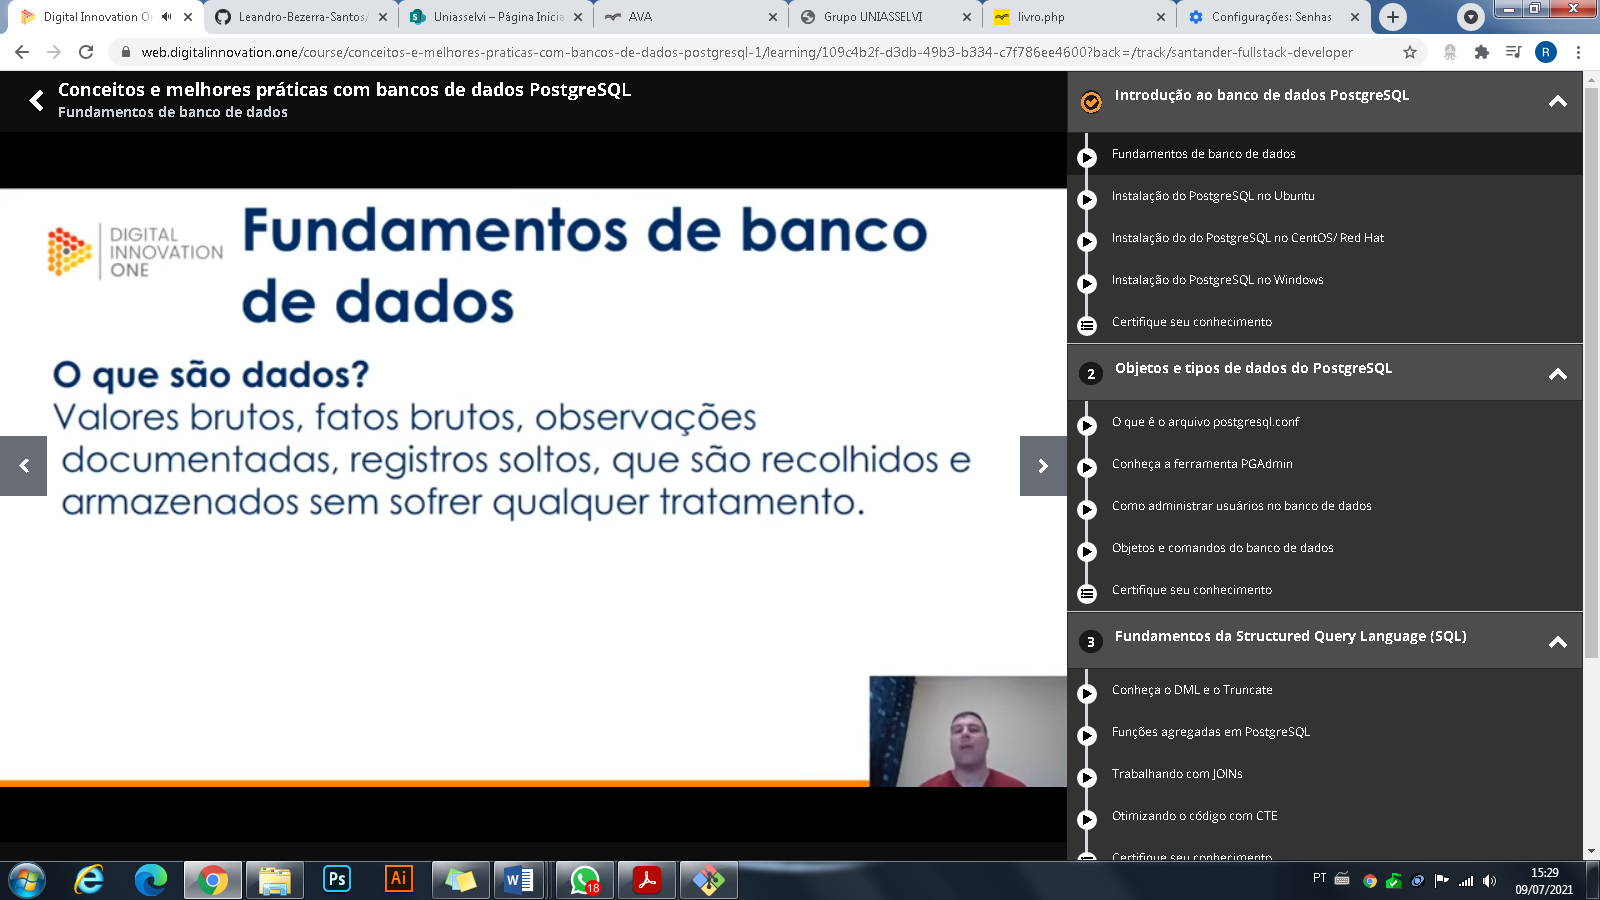 Digital Innovation O
Leandro-Bezerra-Santos/
Uniasselvi – Página Inicia
AVA
Grupo UNIASSELVI
livro.php
Configurações: Senhas
web.digitalinnovation.one/course/conceitos-e-melhores-praticas-com-bancos-de-dados-postgresql-1/learning/109c4b2f-d3db-49b3-b334-c7f786ee4600?back=/track/santander-fullstack-developer
R
Conceitos e melhores práticas com bancos de dados PostgreSQL
Fundamentos de banco de dados
DIGITAL
INNOVATION
ONE
Fundamentos de banco
de dados
O que são dados?
Valores brutos, fatos brutos, observações
documentadas, registros soltos, que são recolhidos e
armazenados sem sofrer qualquer tratamento.
Introdução ao banco de dados PostgreSQL
Fundamentos de banco de dados
Instalação do PostgreSQL no Ubuntu
Instalação do do PostgreSQL no CentOS/ Red Hat
Instalação do PostgreSQL no Windows
Certifique seu conhecimento
2 Objetos e tipos de dados do PostgreSQL
O que é o arquivo postgresql.conf
Conheça a ferramenta PGAdmin
Como administrar usuários no banco de dados
Objetos e comandos do banco de dados
Certifique seu conhecimento
3 Fundamentos da Structured Query Language (SQL)
Conheça o DML e o Truncate
Funções agregadas em PostgreSQL
Trabalhando com JOINs
Otimizando o código com CTE
Certifique seu conhecimento
Ps
Ai
W
18
PT
15:29
09/07/2021